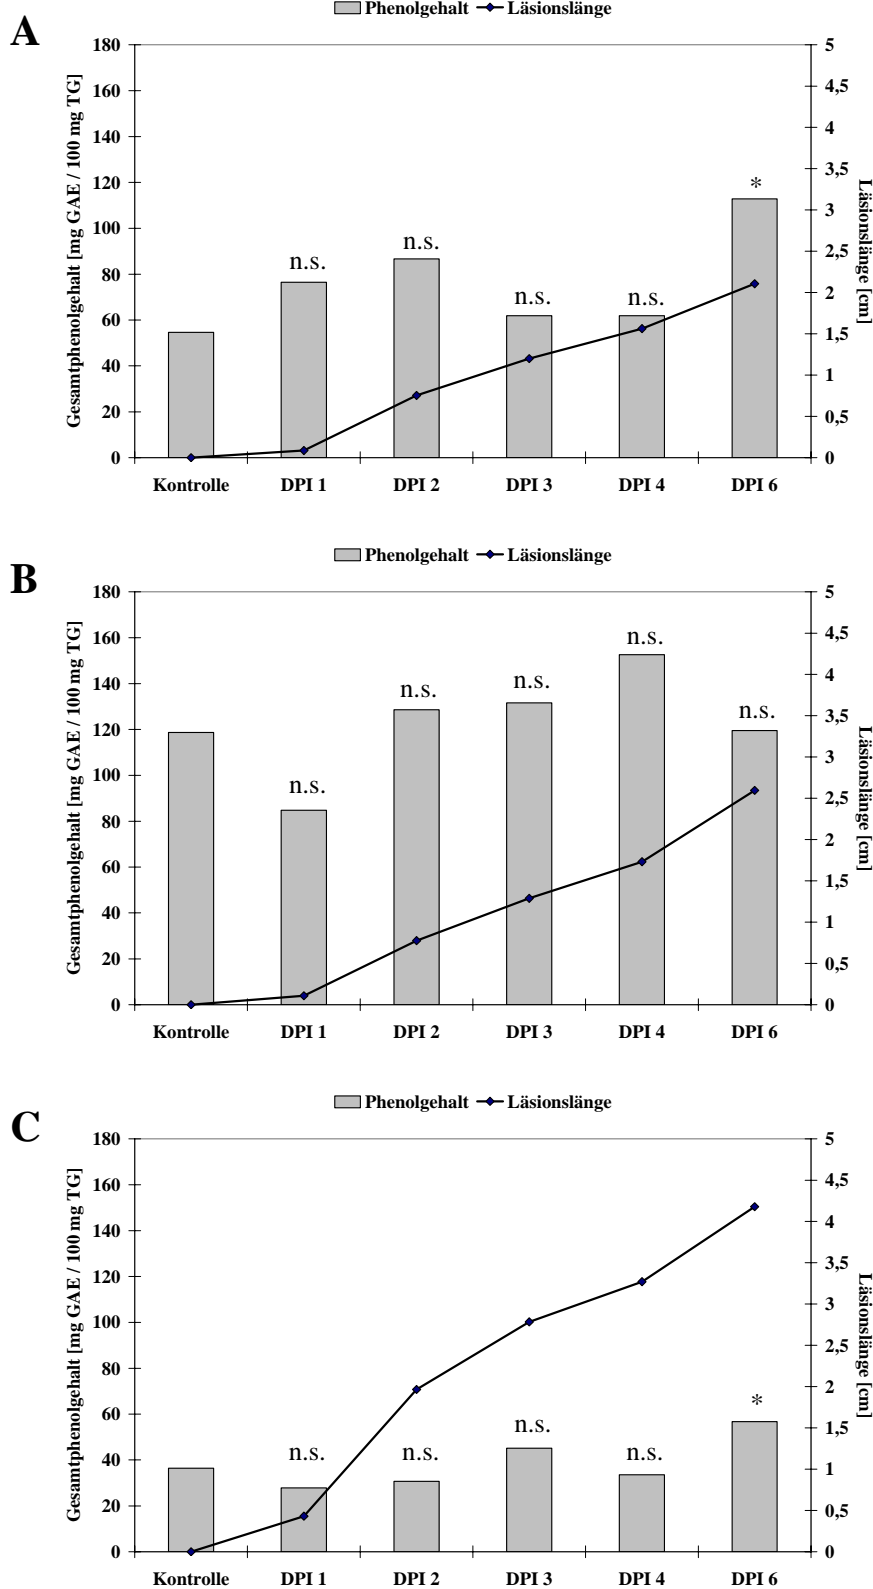 Phenolgehalt Läsionslänge
A
Gesamtphenolgehalt [mg GAE / 100 mg TG]
180
160
140
120
100
80
60
40
20
0
n.s.
n.s.
n.s.
n.s.
*
5
4,5
4
3,5
3
2,5
2
1,5
1
0,5
0
Läsionslänge [cm]
Kontrolle DPI 1 DPI 2 DPI 3 DPI 4 DPI 6
Phenolgehalt Läsionslänge
B
Gesamtphenolgehalt [mg GAE / 100 mg TG]
180
160
140
120
100
80
60
40
20
0
n.s.
n.s.
n.s.
n.s.
n.s.
5
4,5
4
3,5
3
2,5
2
1,5
1
0,5
0
Läsionslänge [cm]
Kontrolle DPI 1 DPI 2 DPI 3 DPI 4 DPI 6
Phenolgehalt Läsionslänge
C
Gesamtphenolgehalt [mg GAE / 100 mg TG]
180
160
140
120
100
80
60
40
20
0
n.s.
n.s.
n.s.
n.s.
*
5
4,5
4
3,5
3
2,5
2
1,5
1
0,5
0
Läsionslänge [cm]
Kontrolle DPI 1 DPI 2 DPI 3 DPI 4 DPI 6